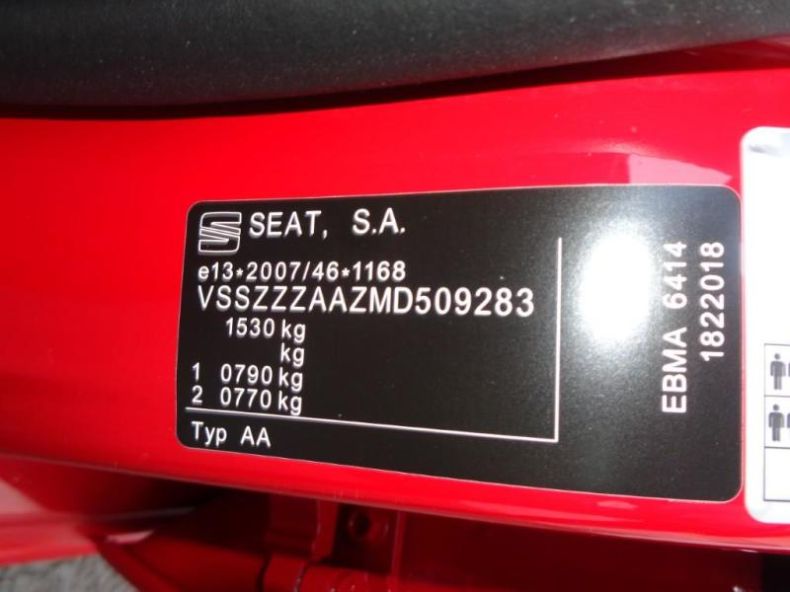 SEAT, S.A.
e13*2007/46*1168
VSSZZZAAZMD509283
1530 kg
kg
1 0790 kg
2 0770 kg
Typ AA
EBMA 6414
1822018